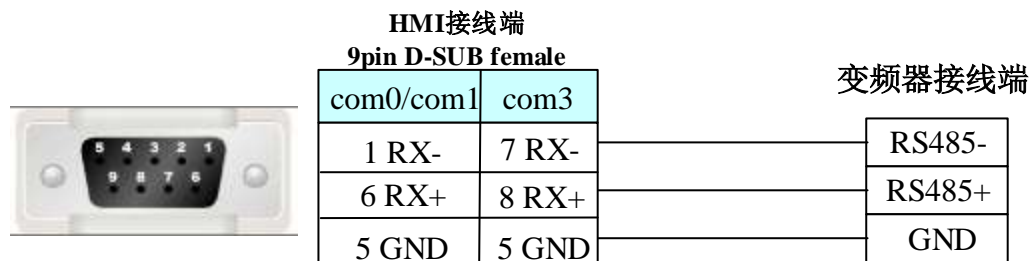 HMI接线端
9pin D-SUB female
变频器接线端
com0/com1 com3
5 4 3 2 1
9 8 7 6
1 RX- 7 RX- RS485-
6 RX+ 8 RX+ RS485+
5 GND 5 GND GND